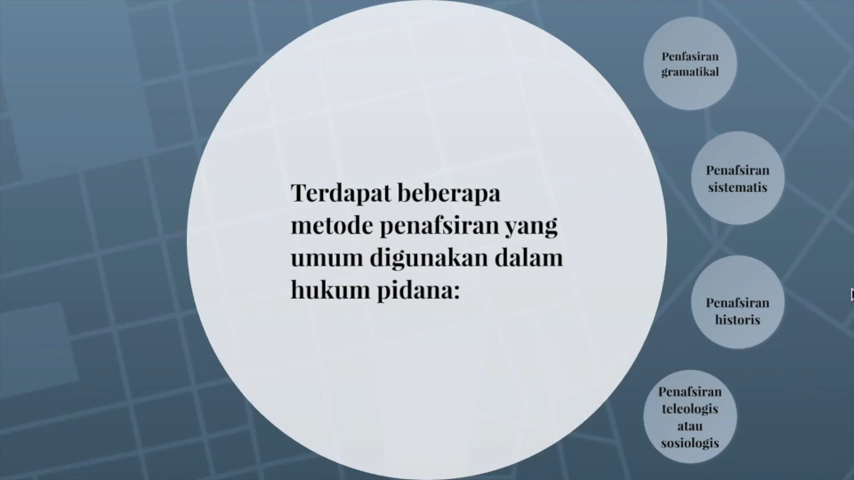 Terdapat beberapa
metode penafsiran yang
umum digunakan dalam
hukum pidana:
Penfasiran
gramatikal
Penafsiran
sistematis
Penafsiran
historis
Penafsiran
teleologis
atau
sosiologis